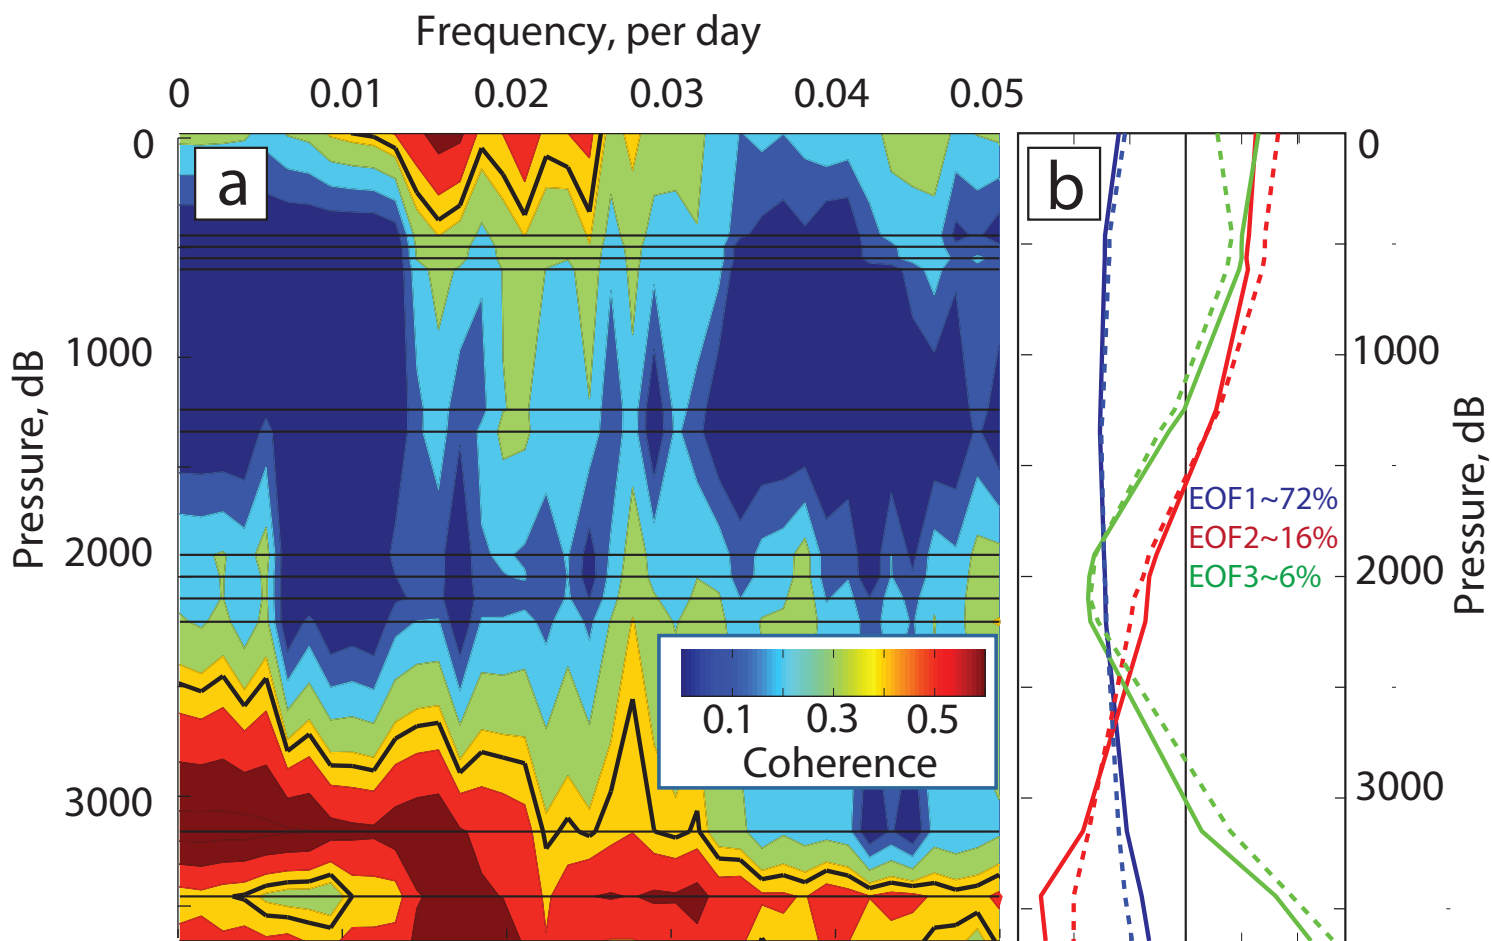 Frequency, per day
0 0.01 0.02 0.03 0.04 0.05
0 a b 0
1000 1000
Pressure, dB Pressure, dB
EOF1~72%
EOF2~16%
2000 EOF3~6% 2000
0.1 0.3 0.5
Coherence
3000 3000